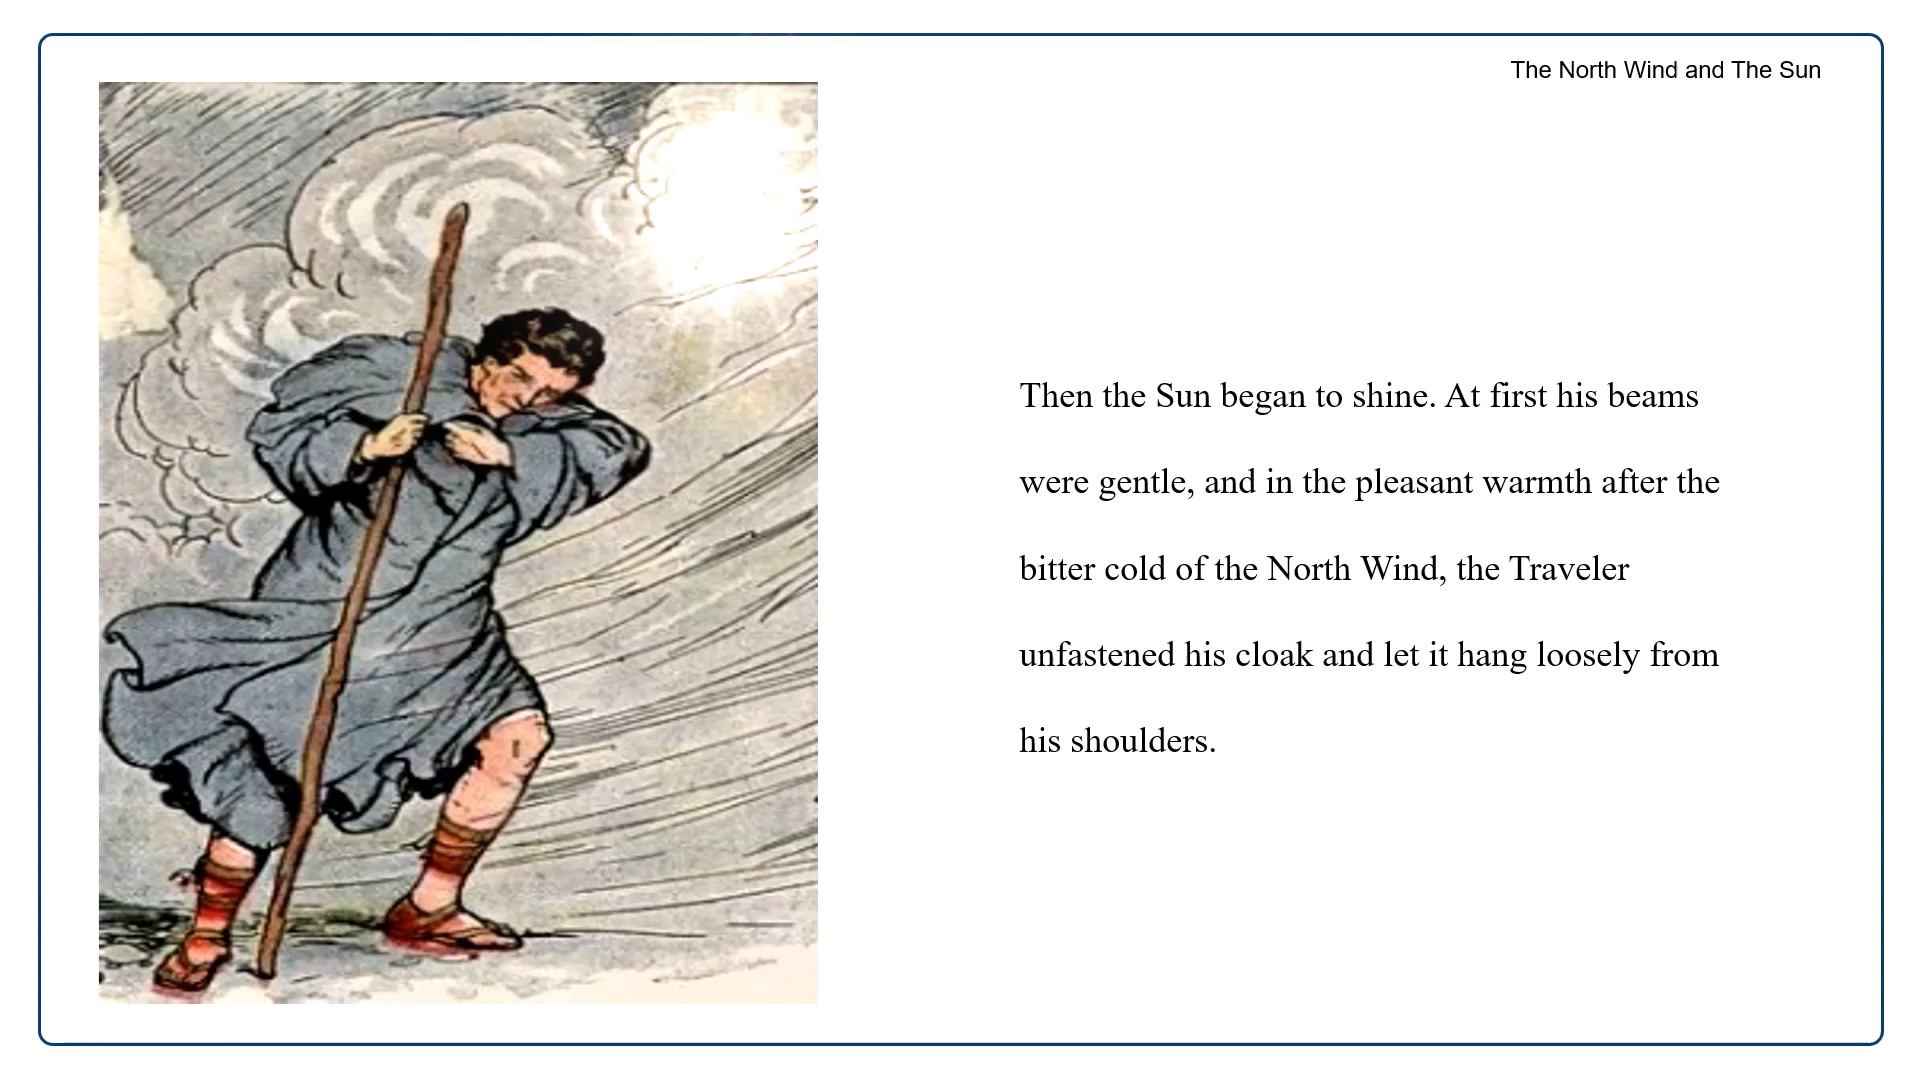 The North Wind and The Sun
Then the Sun began to shine. At first his beams
were gentle, and in the pleasant warmth after the
bitter cold of the North Wind, the Traveler
unfastened his cloak and let it hang loosely from
his shoulders.